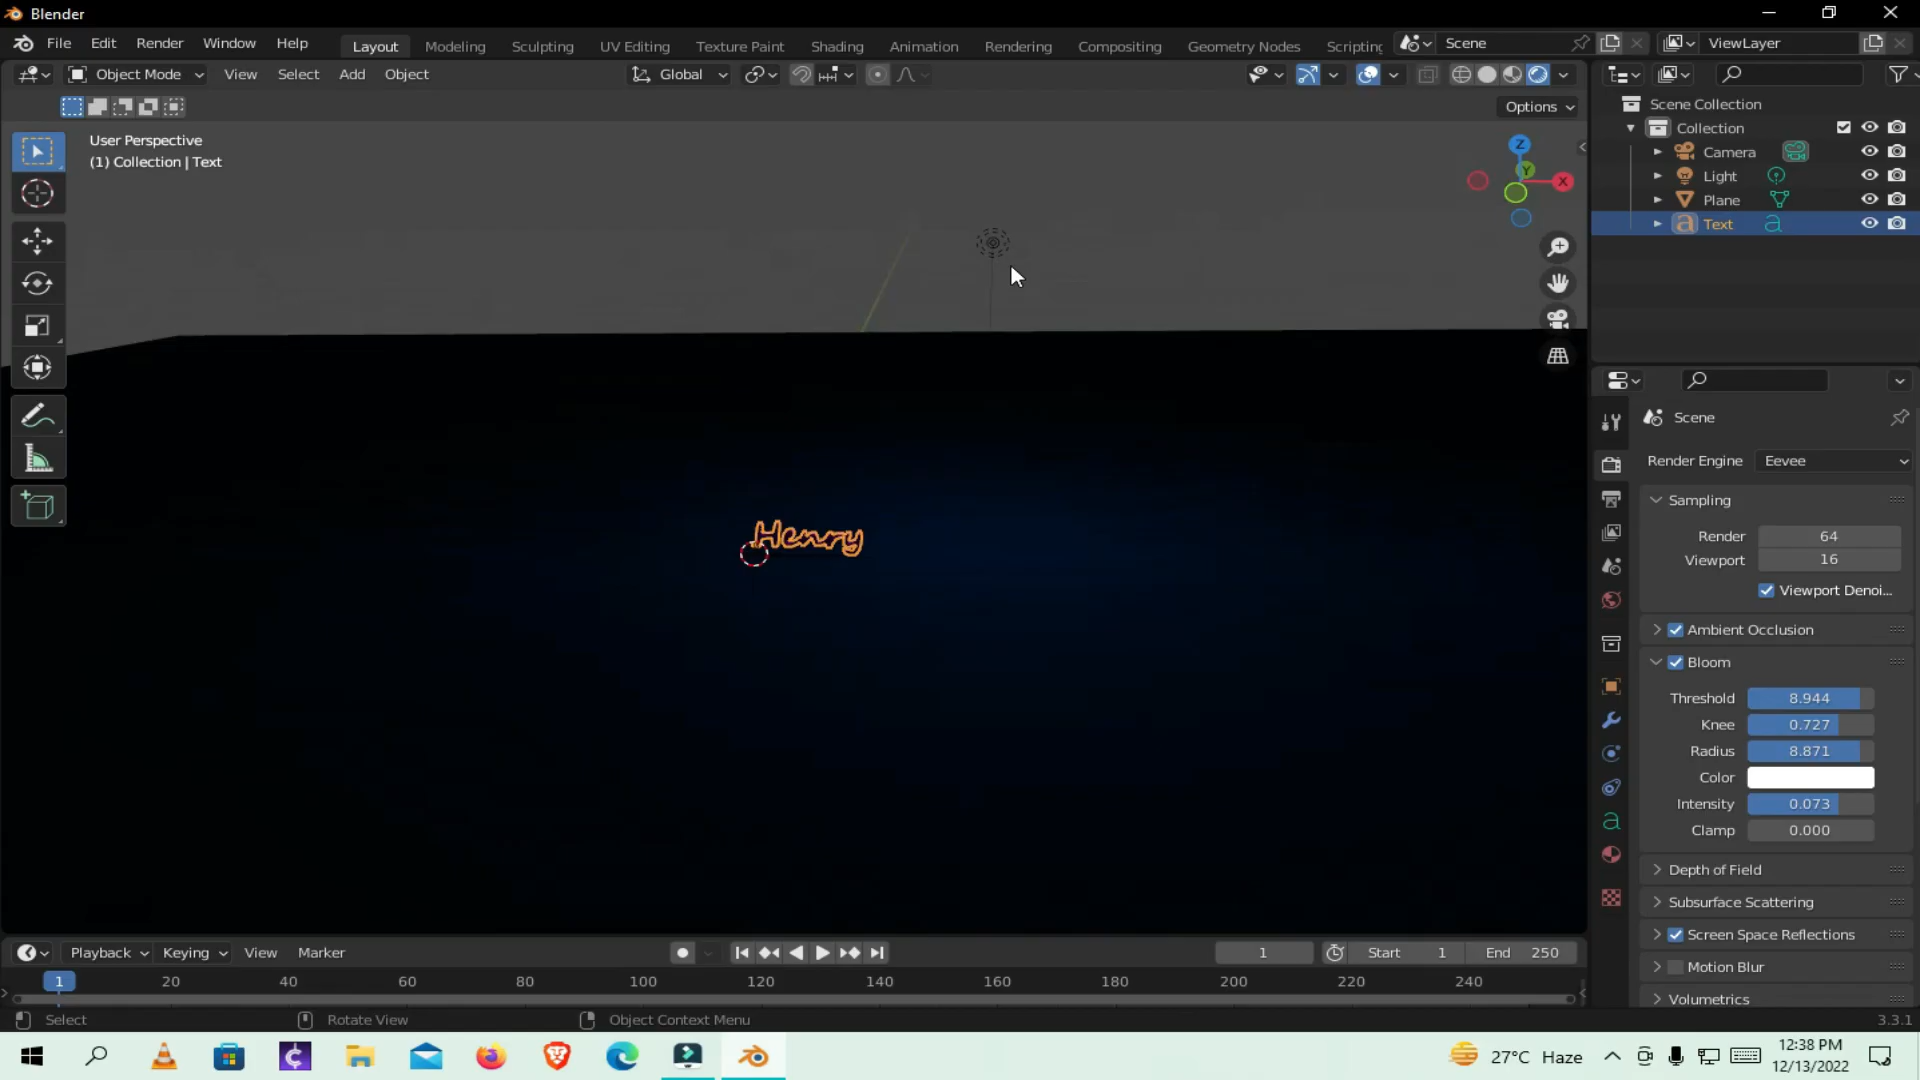 Blender
File Edit Render Window Help Layout Modeling Sculpting UV Editing Texture Paint Shading Animation Rendering Compositing Geometry Nodes Scripting Scene ViewLayer
Object Mode View Select Add Object Global
Options
User Perspective
(1) Collection | Text
Z
Y
X
Henry
Scene Collection
Collection
Camera
Light
Plane
Text
Scene
Render Engine Eevee
Sampling
Render 64
Viewport 16
Viewport Denoi...
Ambient Occlusion
Bloom
Threshold 8.944
Knee 0.727
Radius 8.871
Color
Intensity 0.073
Clamp 0.000
Depth of Field
Subsurface Scattering
Screen Space Reflections
Motion Blur
Volumetrics
Playback Keying View Marker 1 Start 1 End 250
1 20 40 60 80 100 120 140 160 180 200 220 240
Select Rotate View Object Context Menu 3.3.1
27°C Haze 12:38 PM
12/13/2022